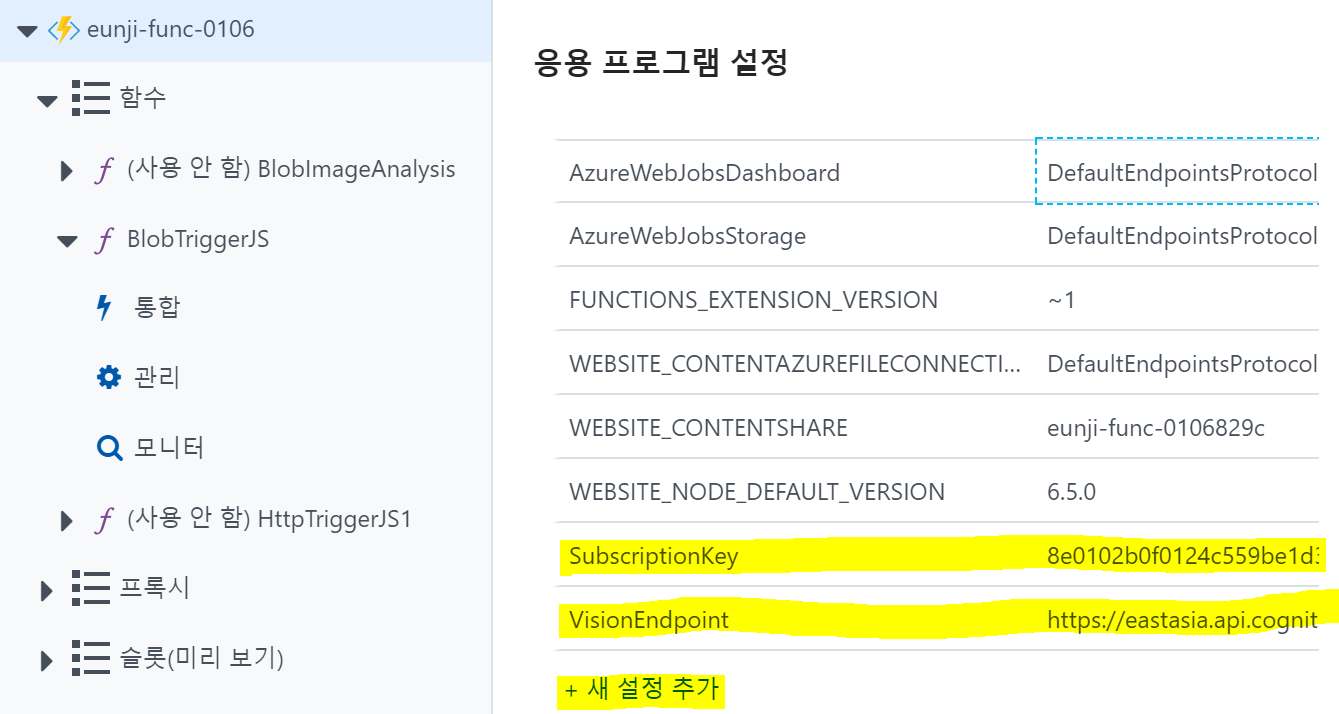 eunji-func-0106
함수
(사용 안 함) BlobImageAnalysis
BlobTriggerJS
통합
관리
모니터
(사용 안 함) HttpTriggerJS1
프록시
슬롯(미리 보기)
응용 프로그램 설정
AzureWebJobsDashboard DefaultEndpointsProtocol
AzureWebJobsStorage DefaultEndpointsProtocol
FUNCTIONS_EXTENSION_VERSION ~1
WEBSITE_CONTENTAZUREFILECONNECTI... DefaultEndpointsProtocol
WEBSITE_CONTENTSHARE eunji-func-0106829c
WEBSITE_NODE_DEFAULT_VERSION 6.5.0
SubscriptionKey 8e0102b0f0124c559be1d3
VisionEndpoint https://eastasia.api.cognit
+ 새 설정 추가